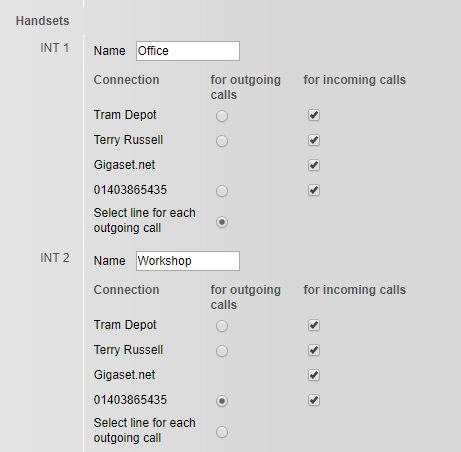 Handsets
INT 1 Name Office
Connection for outgoing calls for incoming calls
Tram Depot
Terry Russell
Gigaset.net
01403865435
Select line for each
outgoing call
INT 2 Name Workshop
Connection for outgoing calls for incoming calls
Tram Depot
Terry Russell
Gigaset.net
01403865435
Select line for each
outgoing call